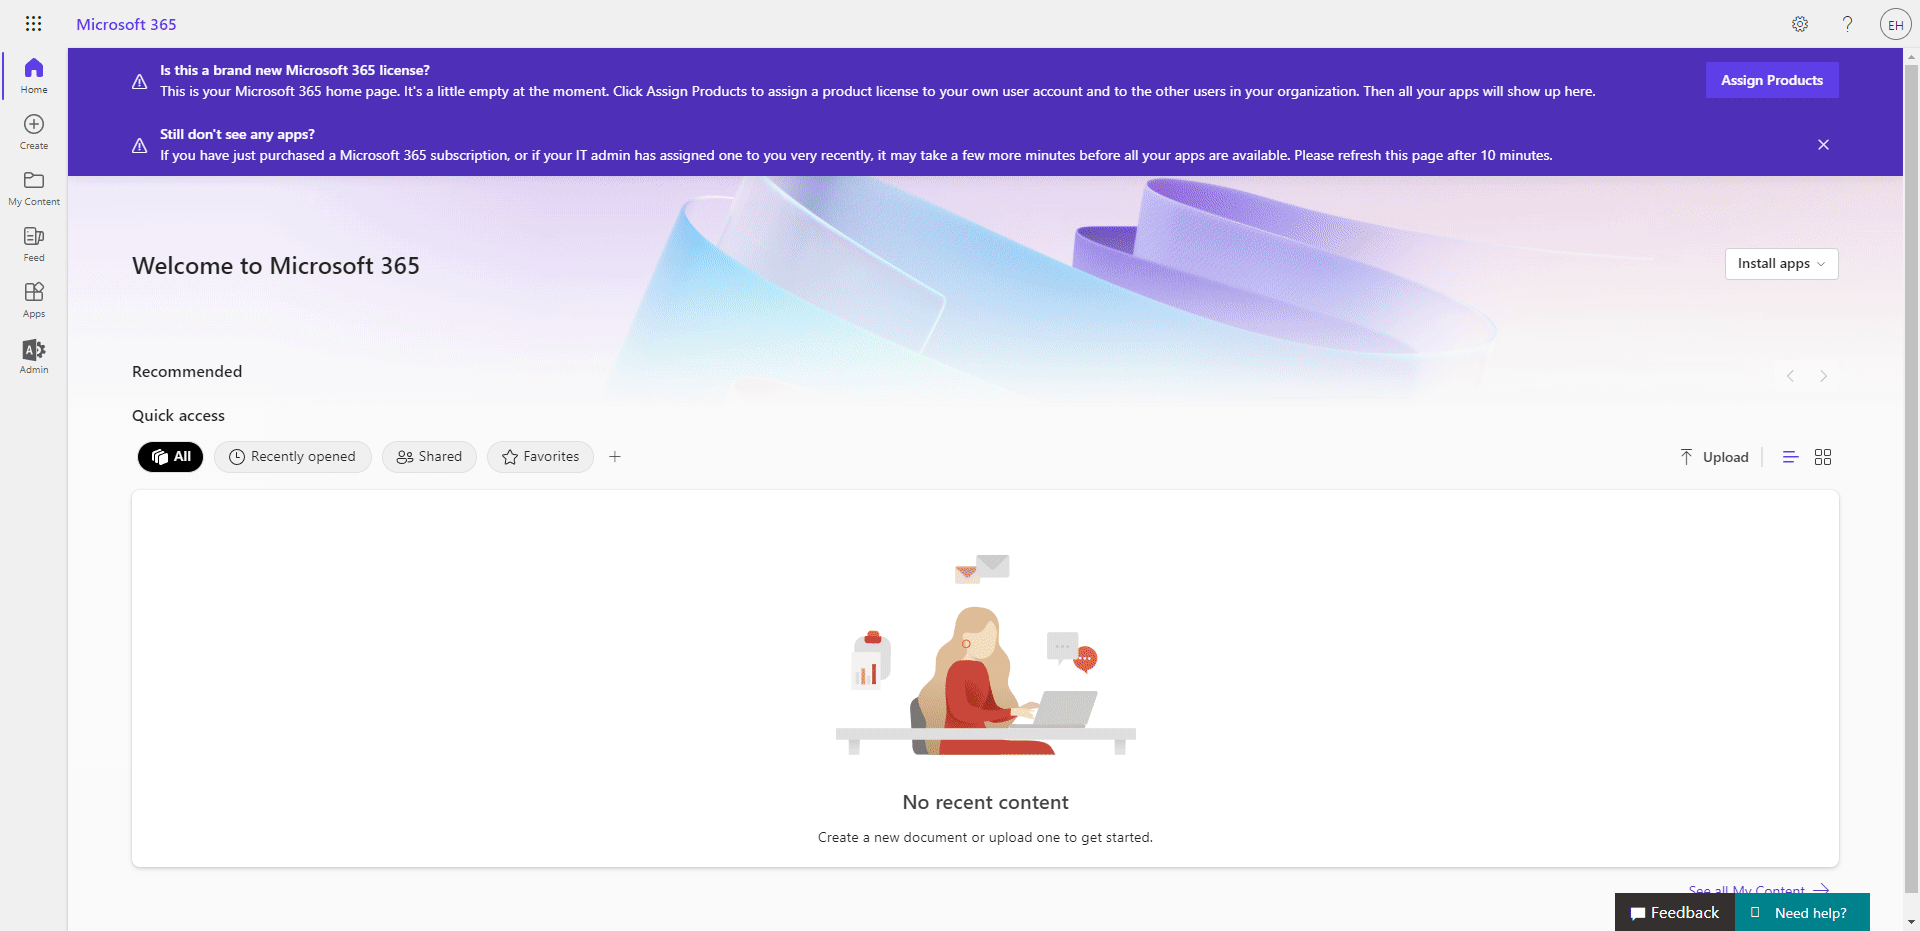 Microsoft 365
EH
Home
Create
My Content
Feed
Apps
Admin
Is this a brand new Microsoft 365 license?
This is your Microsoft 365 home page. It's a little empty at the moment. Click Assign Products to assign a product license to your own user account and to the other users in your organization. Then all your apps will show up here.
Assign Products
Still don't see any apps?
If you have just purchased a Microsoft 365 subscription, or if your IT admin has assigned one to you very recently, it may take a few more minutes before all your apps are available. Please refresh this page after 10 minutes.
Welcome to Microsoft 365
Install apps
Recommended
Quick access
All
Recently opened
Shared
Favorites
Upload
No recent content
Create a new document or upload one to get started.
See all My Content
Feedback
Need help?